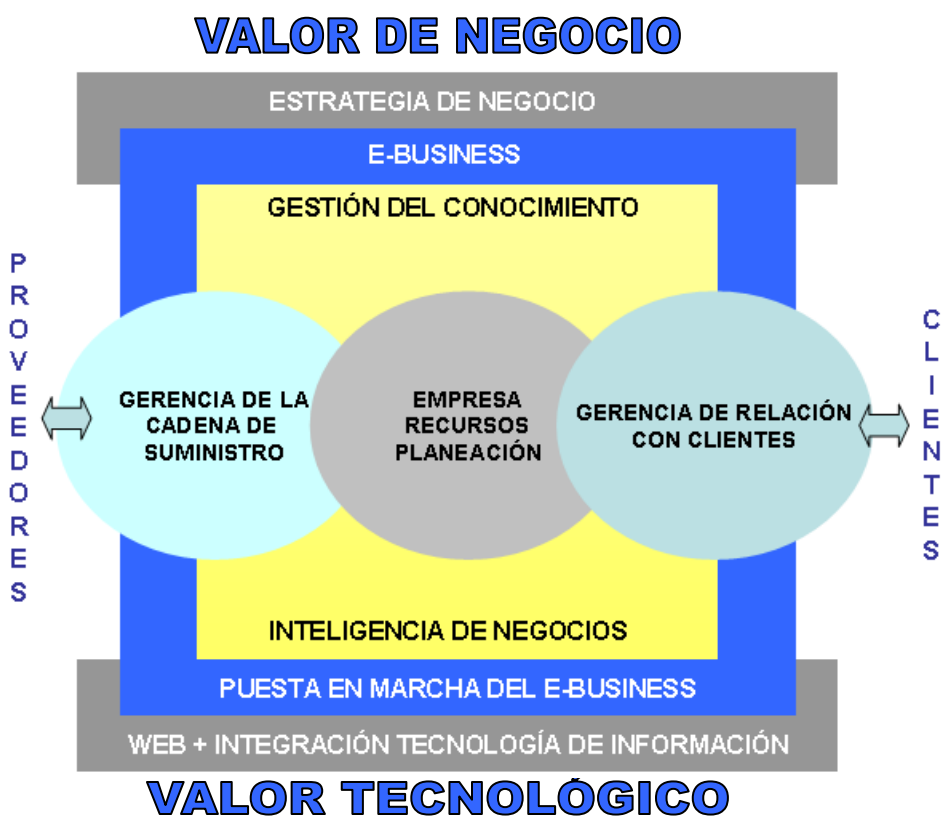 VALOR DE NEGOCIO
ESTRATEGIA DE NEGOCIO
E-BUSINESS
GESTIÓN DEL CONOCIMIENTO
PROVEEDORES
GERENCIA DE LA
CADENA DE
SUMINISTRO
EMPRESA
RECURSOS
PLANEACIÓN
GERENCIA DE RELACIÓN
CON CLIENTES
CLIENTES
INTELIGENCIA DE NEGOCIOS
PUESTA EN MARCHA DEL E-BUSINESS
WEB + INTEGRACIÓN TECNOLOGÍA DE INFORMACIÓN
VALOR TECNOLÓGICO